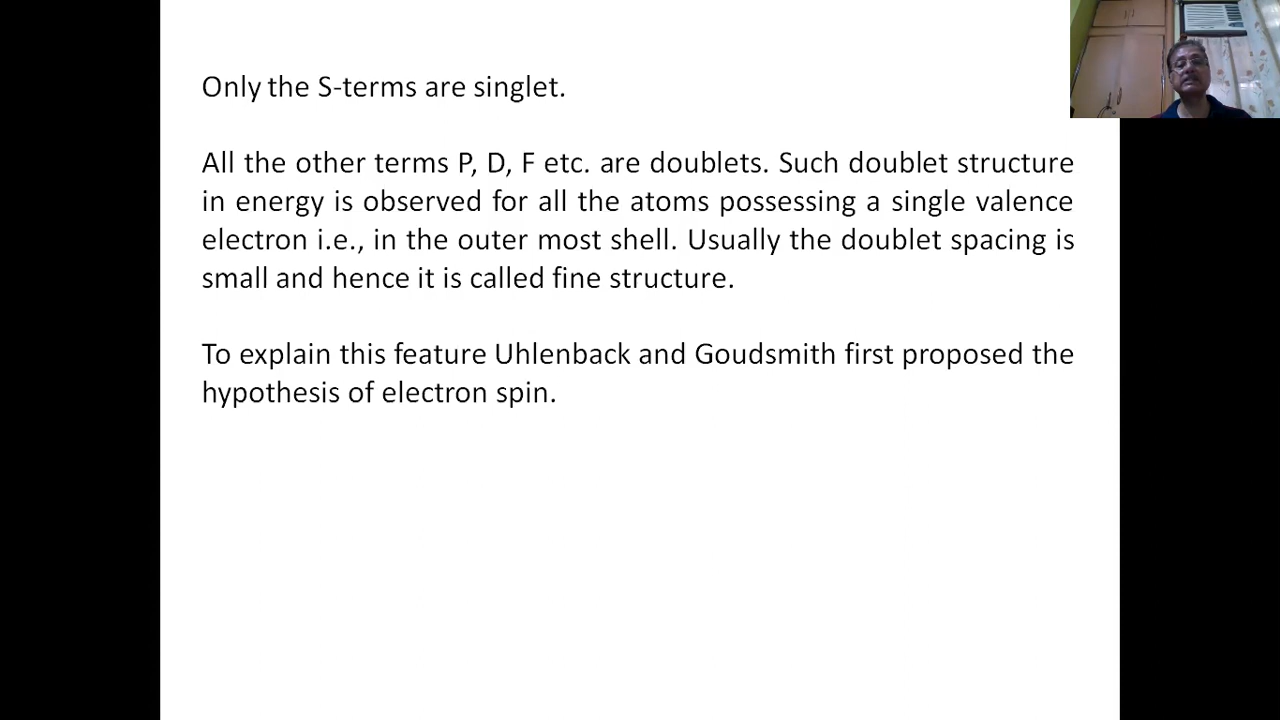 Only the S-terms are singlet.
All the other terms P, D, F etc. are doublets. Such doublet structure
in energy is observed for all the atoms possessing a single valence
electron i.e., in the outer most shell. Usually the doublet spacing is
small and hence it is called fine structure.
To explain this feature Uhlenback and Goudsmith first proposed the
hypothesis of electron spin.